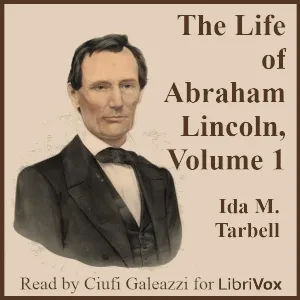 The Life
of
Abraham
Lincoln,
Volume 1
Ida M.
Tarbell
Read by Ciufi Galeazzi for LibriVox